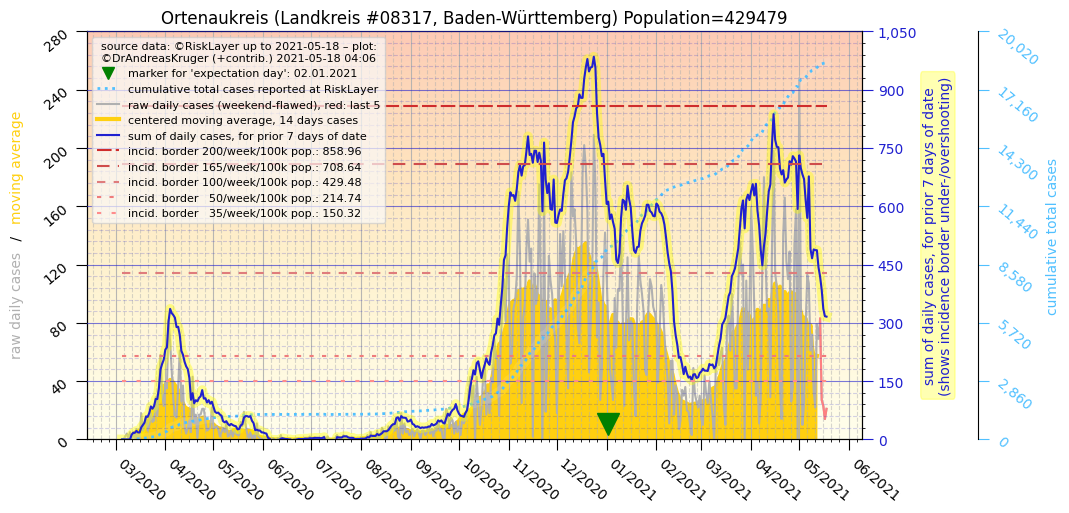 Ortenaukreis (Landkreis #08317, Baden-Württemberg) Population=429479
source data: ©RiskLayer up to 2021-05-18 – plot:
©DrAndreasKruger (+contrib.) 2021-05-18 04:06
marker for 'expectation day': 02.01.2021
cumulative total cases reported at RiskLayer
raw daily cases (weekend-flawed), red: last 5
centered moving average, 14 days cases
sum of daily cases, for prior 7 days of date
incid. border 200/week/100k pop.: 858.96
incid. border 165/week/100k pop.: 708.64
incid. border 100/week/100k pop.: 429.48
incid. border   50/week/100k pop.: 214.74
incid. border   35/week/100k pop.: 150.32
raw daily cases  /  moving average
280
240
200
160
120
80
40
0
03/2020
04/2020
05/2020
06/2020
07/2020
08/2020
09/2020
10/2020
11/2020
12/2020
01/2021
02/2021
03/2021
04/2021
05/2021
06/2021
1,050
900
750
600
450
300
150
0
sum of daily cases, for prior 7 days of date
(shows incidence border under-/overshooting)
20,020
17,160
14,300
11,440
8,580
5,720
2,860
0
cumulative total cases